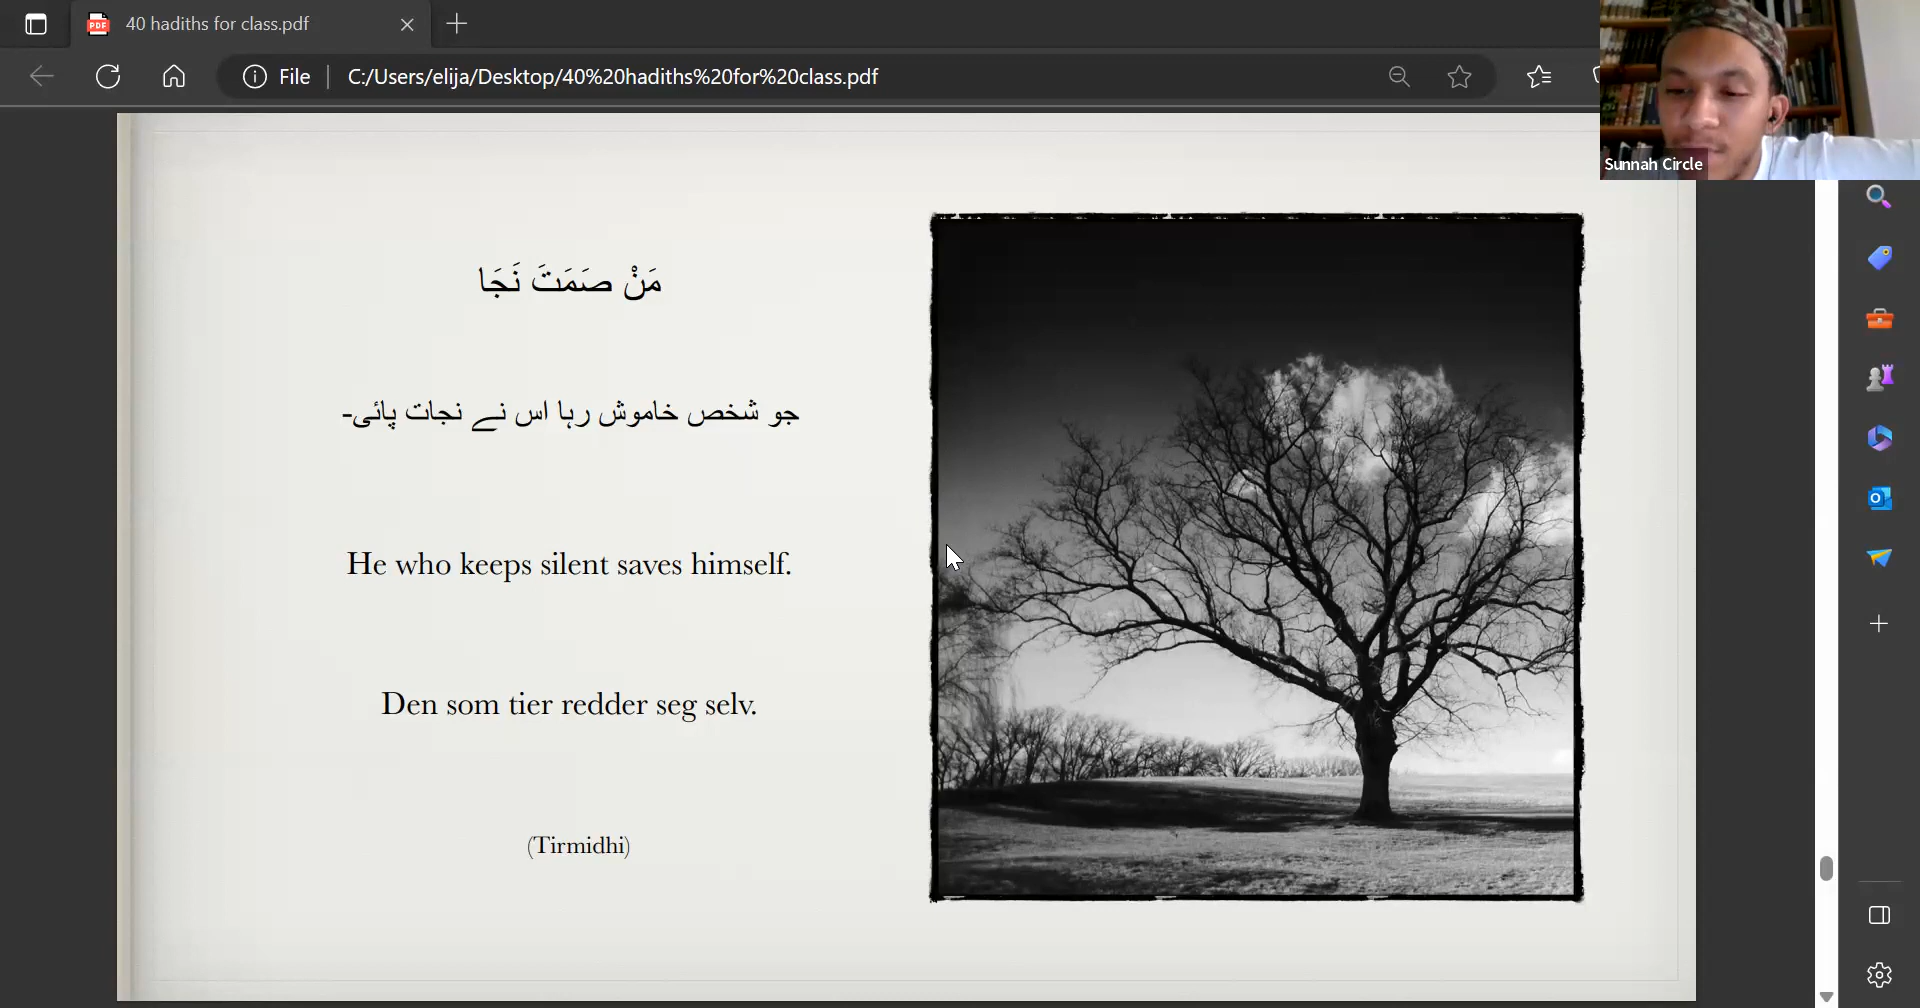 40 hadiths for class.pdf
File
C:/Users/elija/Desktop/40%20hadiths%20for%20class.pdf
Sunnah Circle
مَنْ صَمَتَ نَجَا
جو شخص خاموش رہا اس نے نجات پائی-
He who keeps silent saves himself.
Den som tier redder seg selv.
(Tirmidhi)